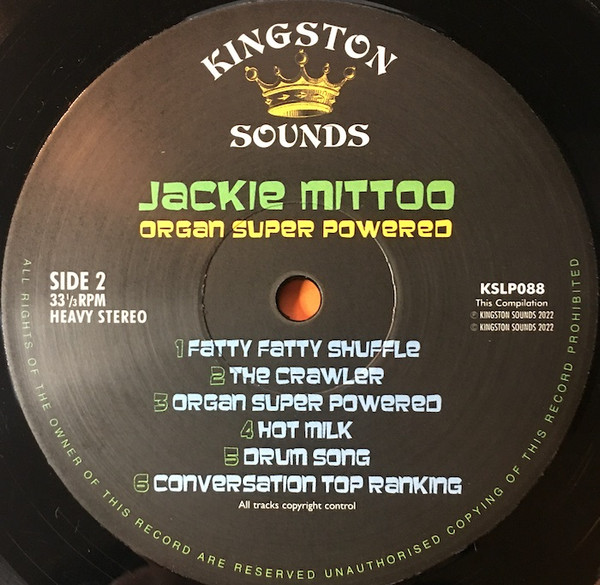 KINGSTON
SOUNDS
JACKIE MITTOO
ORGAN SUPER POWERED
SIDE 2
33⅓RPM
HEAVY STEREO
KSLP088
This Compilation
℗ KINGSTON SOUNDS 2022
© KINGSTON SOUNDS 2022
1 FATTY FATTY SHUFFLE
2 THE CRAWLER
3 ORGAN SUPER POWERED
4 HOT MILK
5 DRUM SONG
6 CONVERSATION TOP RANKING
All tracks copyright control
ALL RIGHTS OF THE OWNER OF THIS RECORD ARE RESERVED UNAUTHORISED COPYING OF THIS RECORD PROHIBITED